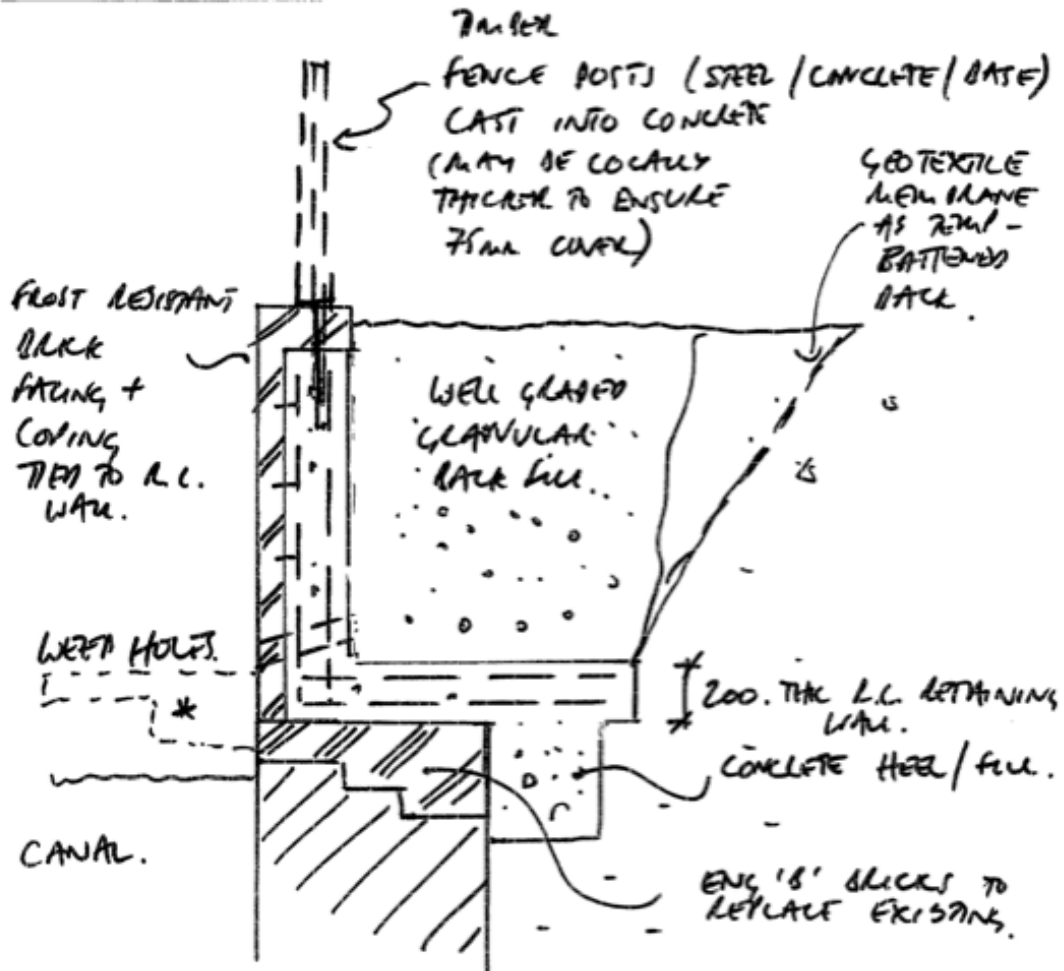 TIMBER
FENCE POSTS (STEEL/CONCRETE/BASE)
CAST INTO CONCRETE
(MAY BE LOCALLY
THICKER TO ENSURE
75mm COVER)
GEOTEXTILE
MEMBRANE
AS TEMP -
BATTENED
BACK.
FROST RESISTANT
BRICK
FACING +
COPING
TIED TO R.C.
WALL.
WELL GRADED
GRANULAR
BACK FILL.
WEEP HOLES.
*
200. THK R.C. RETAINING
WALL.
CONCRETE HEEL/FILL.
CANAL.
ENG 'B' BRICKS TO
REPLACE EXISTING.